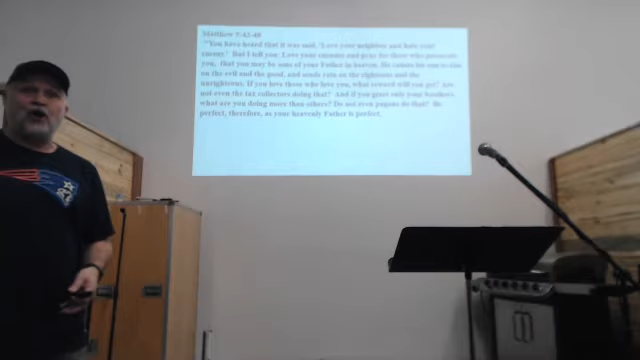 Matthew 5:43-48
"You have heard that it was said, 'Love your neighbor and hate your
enemy.' But I tell you: Love your enemies and pray for those who persecute
you, that you may be sons of your Father in heaven. He causes his sun to rise
on the evil and the good, and sends rain on the righteous and the
unrighteous. If you love those who love you, what reward will you get? Are
not even the tax collectors doing that? And if you greet only your brothers,
what are you doing more than others? Do not even pagans do that? Be
perfect, therefore, as your heavenly Father is perfect.